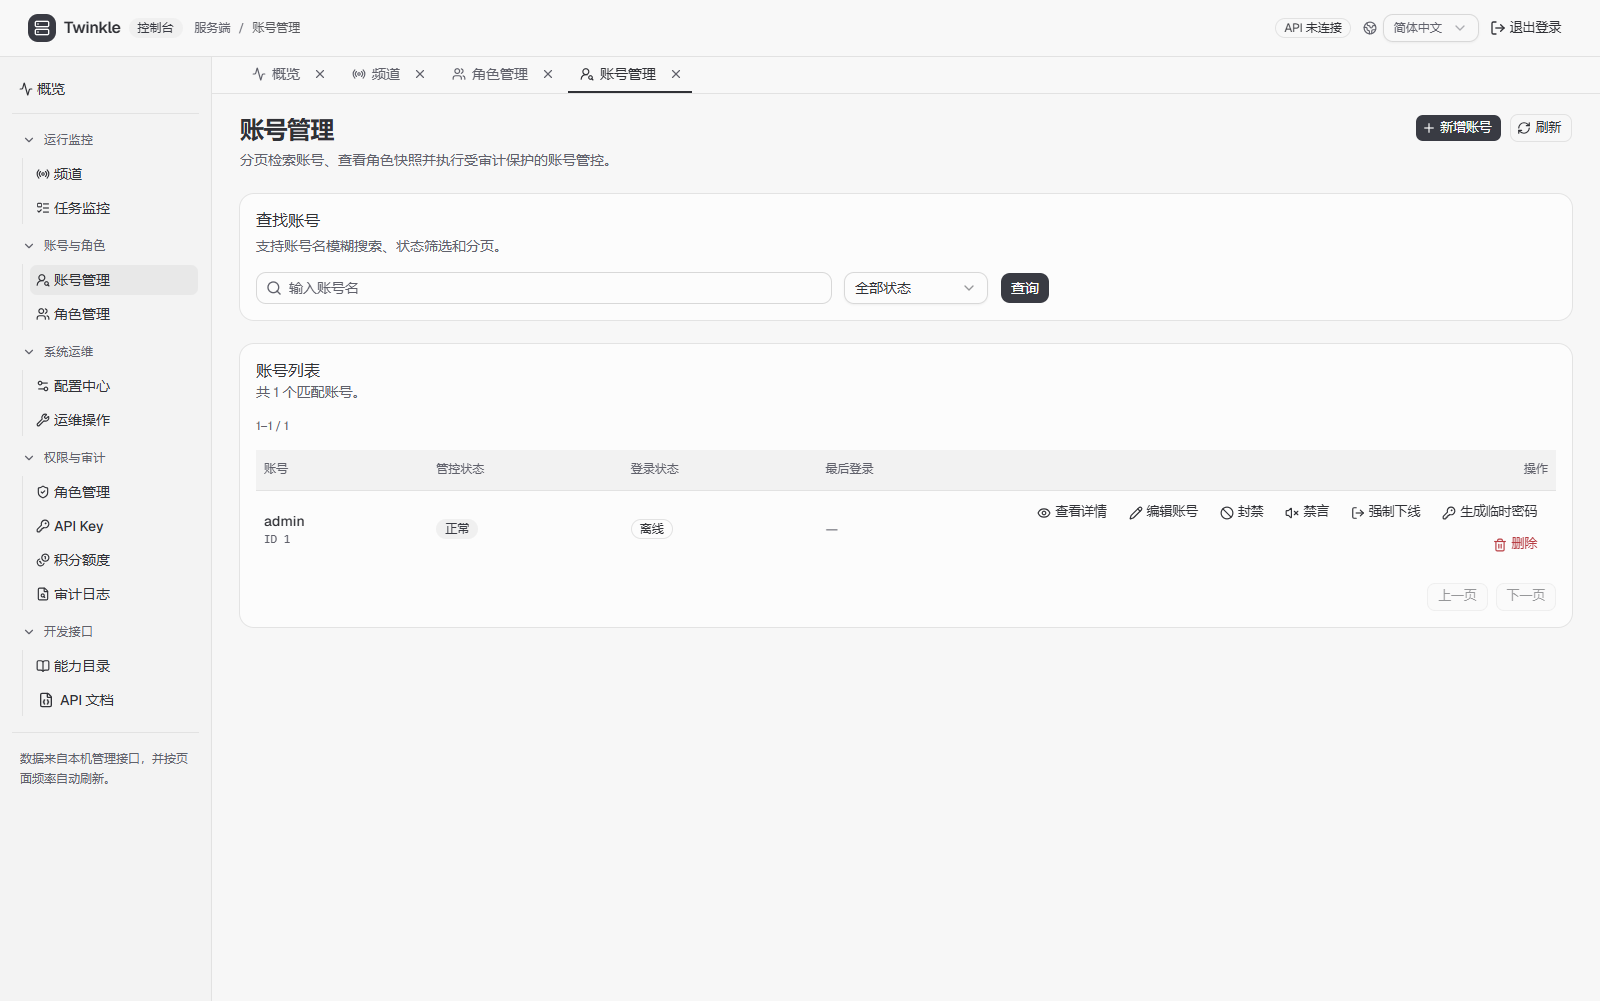 Twinkle 控制台 服务端 / 账号管理 API 未连接 简体中文 退出登录
概览 频道 角色管理 账号管理
概览
运行监控
频道
任务监控
账号与角色
账号管理
角色管理
系统运维
配置中心
运维操作
权限与审计
角色管理
API Key
积分额度
审计日志
开发接口
能力目录
API 文档
数据来自本机管理接口，并按页
面频率自动刷新。
账号管理
新增账号 刷新
分页检索账号、查看角色快照并执行受审计保护的账号管控。
查找账号
支持账号名模糊搜索、状态筛选和分页。
输入账号名 全部状态 查询
账号列表
共 1 个匹配账号。
1–1 / 1
账号 管控状态 登录状态 最后登录 操作
admin 正常 离线 — 查看详情 编辑账号 封禁 禁言 强制下线 生成临时密码
ID 1 删除
上一页 下一页